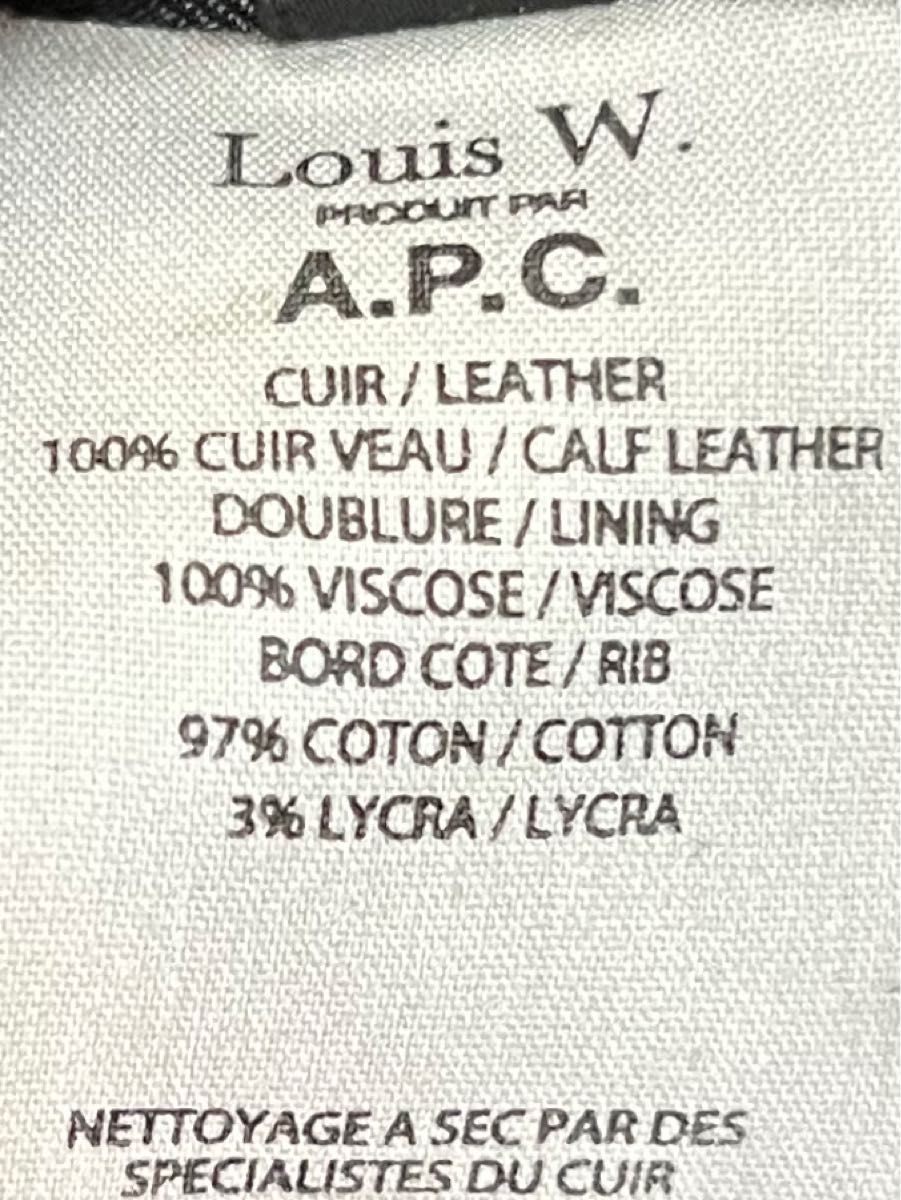 Louis W.
PRODUIT PAR
A.P.C.
CUIR / LEATHER
100% CUIR VEAU / CALF LEATHER
DOUBLURE / LINING
100% VISCOSE / VISCOSE
BORD COTE / RIB
97% COTON / COTTON
3% LYCRA / LYCRA
NETTOYAGE A SEC PAR DES
SPECIALISTES DU CUIR